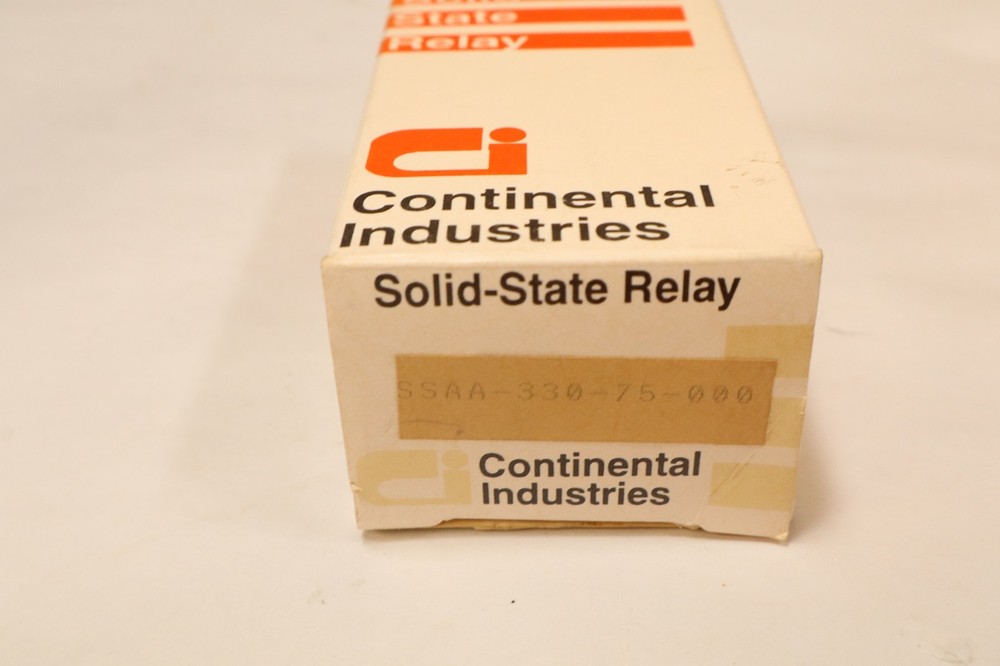 State
Relay
Ci
Continental
Industries
Solid-State Relay
SSAA-330-75-000
Ci
Continental
Industries